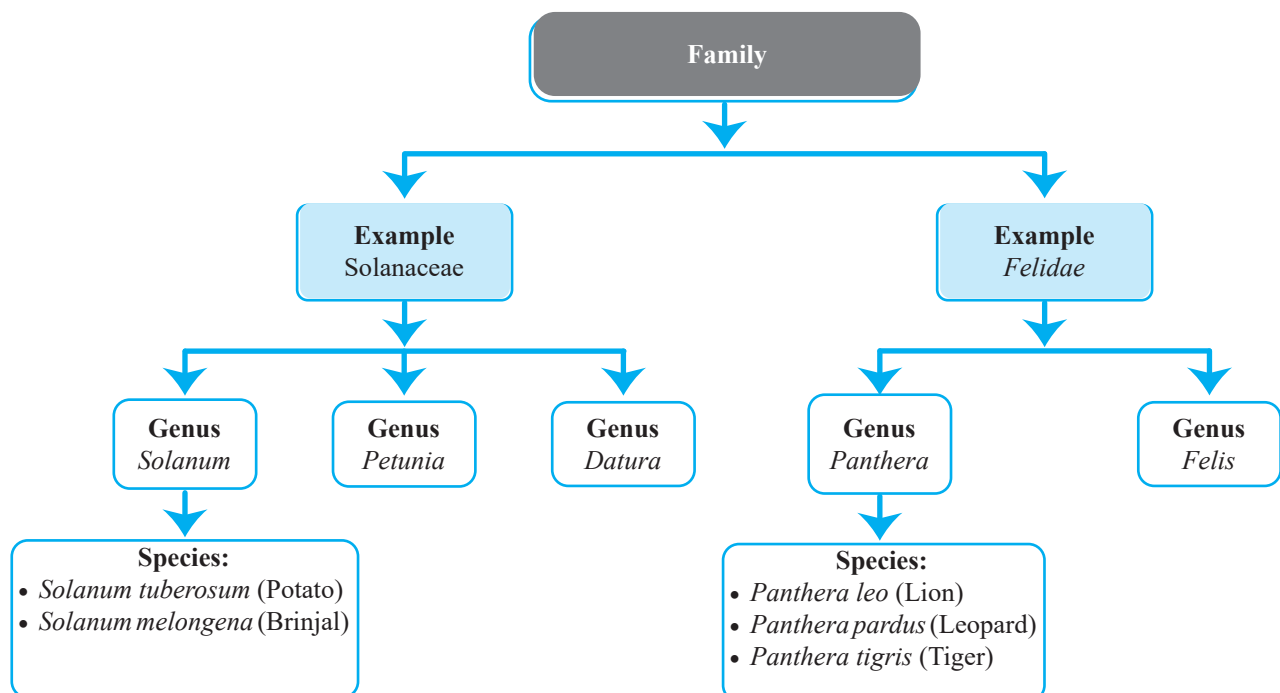 Family
Example
Solanaceae
Example
Felidae
Genus
Solanum
Genus
Petunia
Genus
Datura
Genus
Panthera
Genus
Felis
Species:
• Solanum tuberosum (Potato)
• Solanum melongena (Brinjal)
Species:
• Panthera leo (Lion)
• Panthera pardus (Leopard)
• Panthera tigris (Tiger)